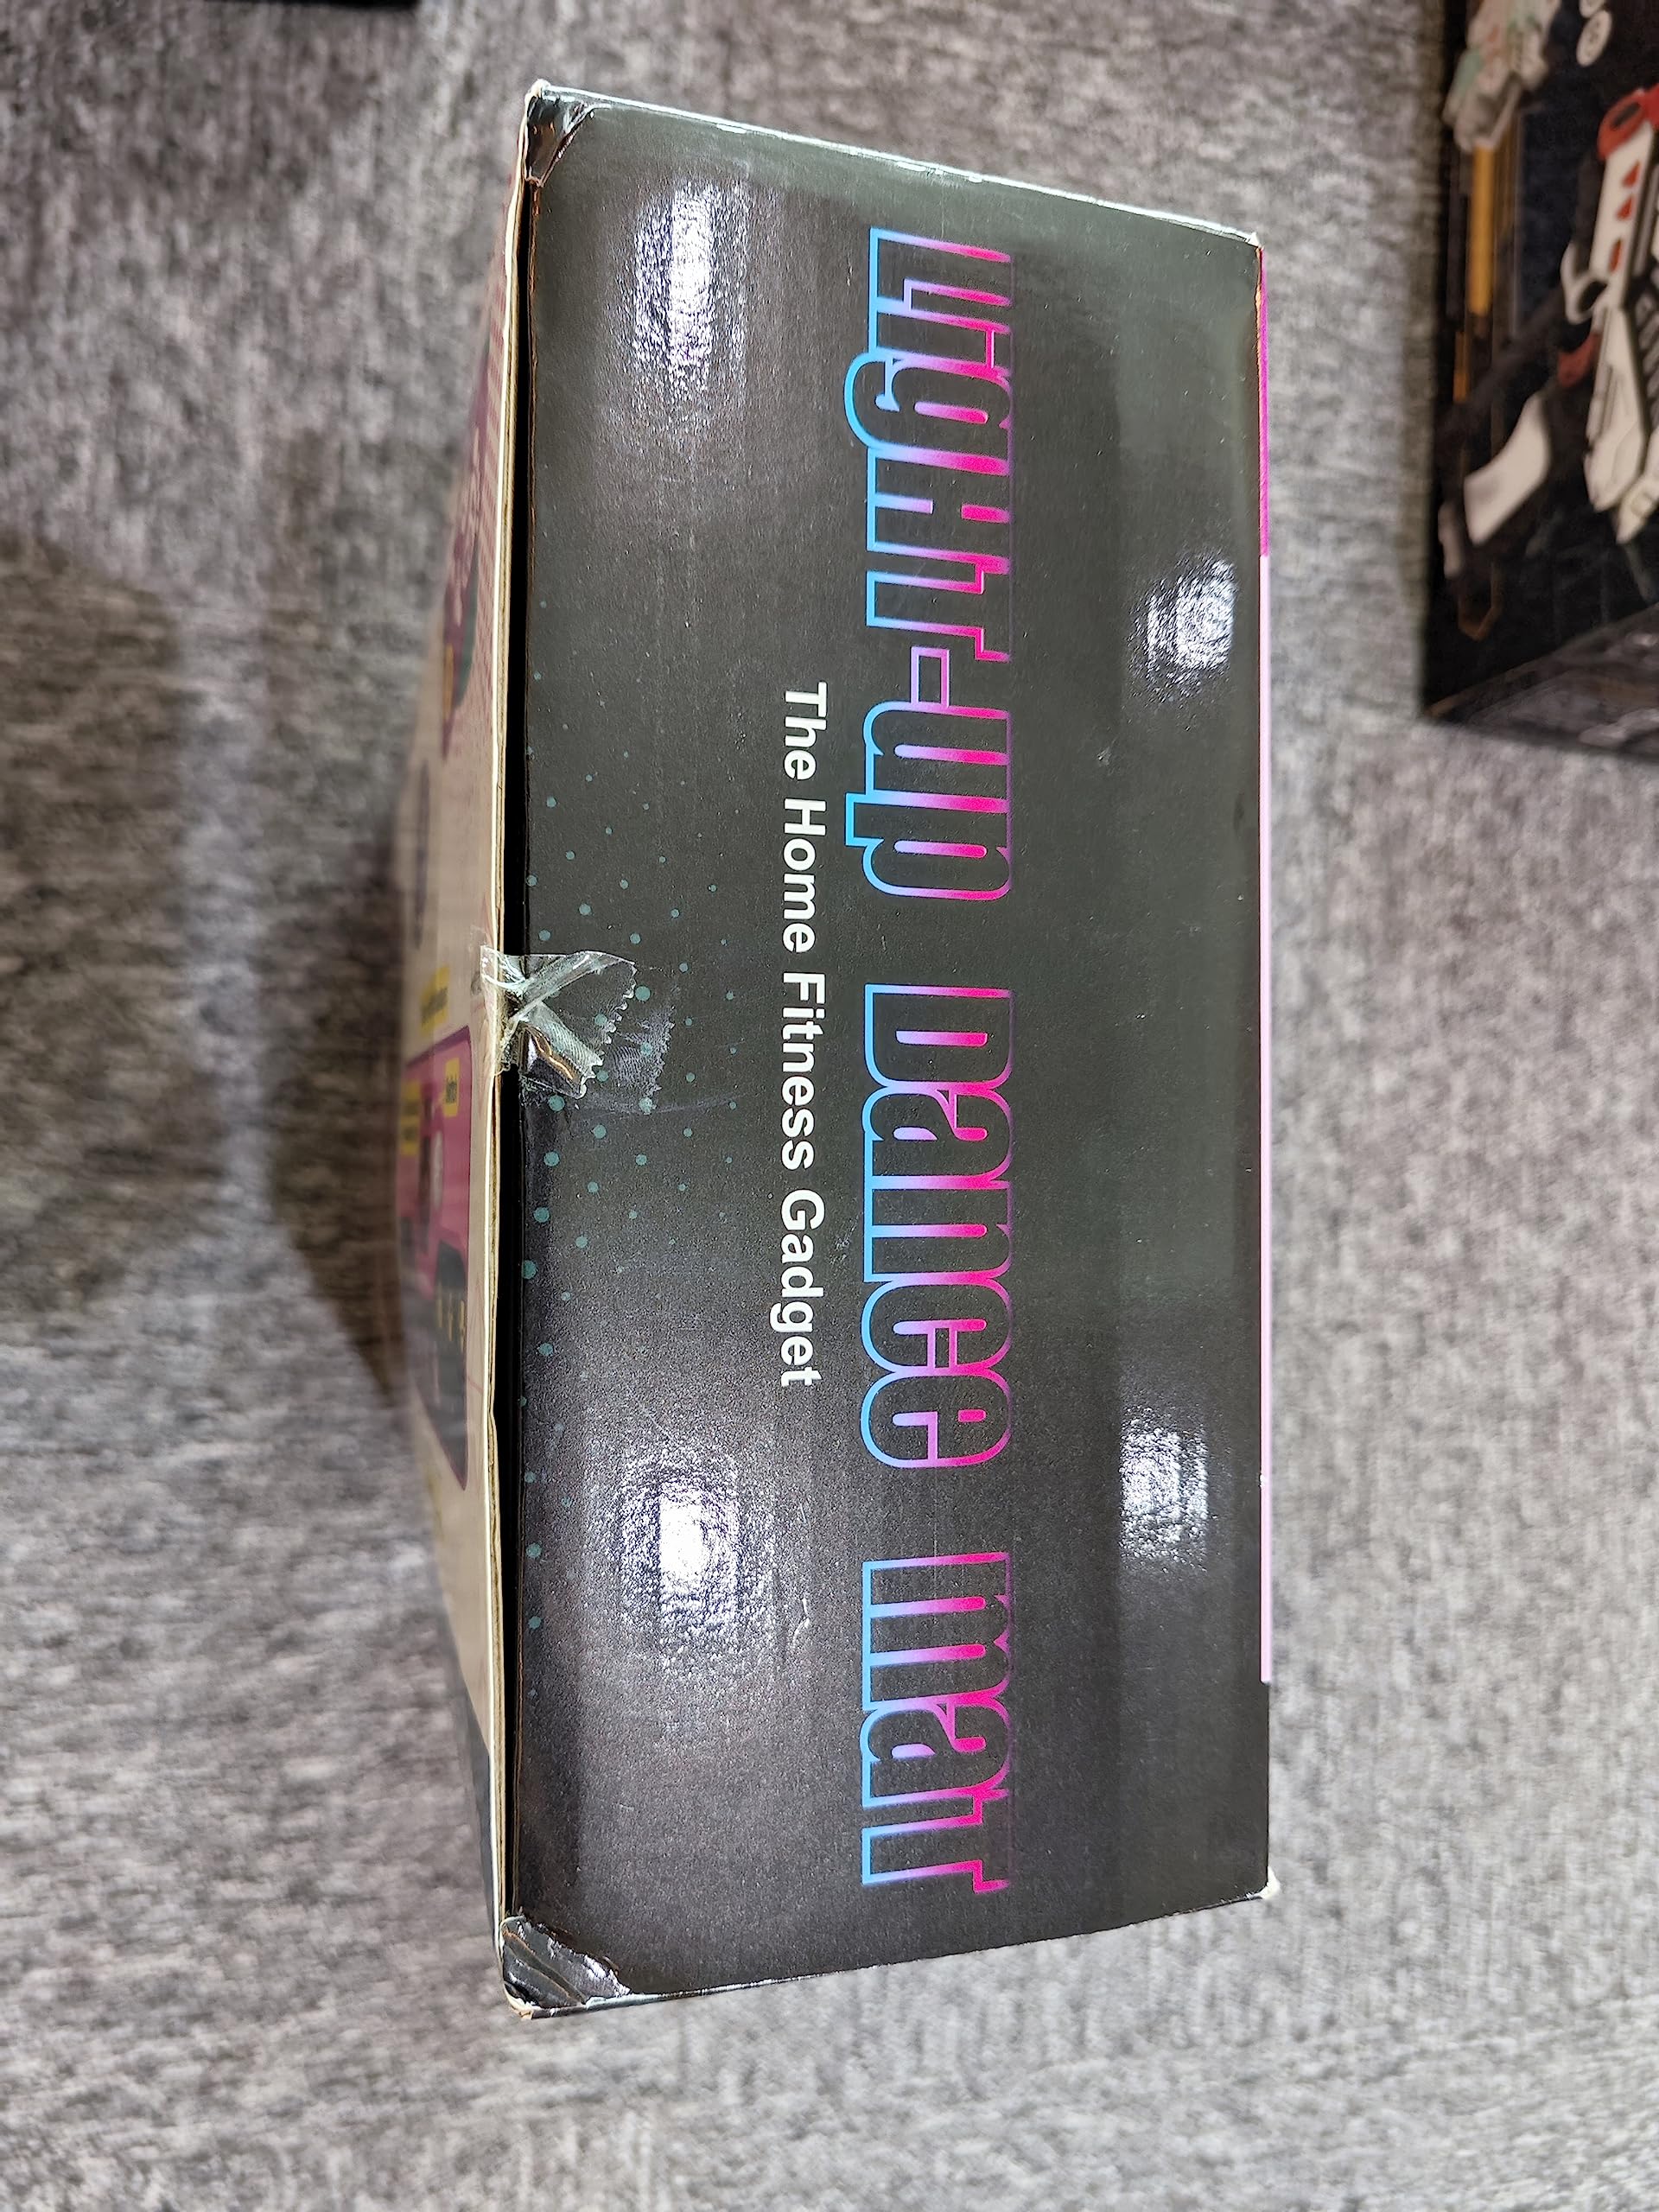 Light-up Dance Mat
The Home Fitness Gadget